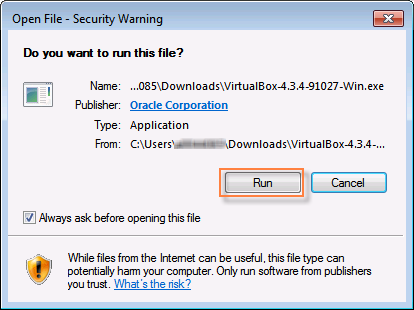 Open File - Security Warning
Do you want to run this file?
Name: ...085\Downloads\VirtualBox-4.3.4-91027-Win.exe
Publisher: Oracle Corporation
Type: Application
From: C:\Users\ \Downloads\VirtualBox-4.3.4-...
Run Cancel
Always ask before opening this file
While files from the Internet can be useful, this file type can
potentially harm your computer. Only run software from publishers
you trust. What's the risk?